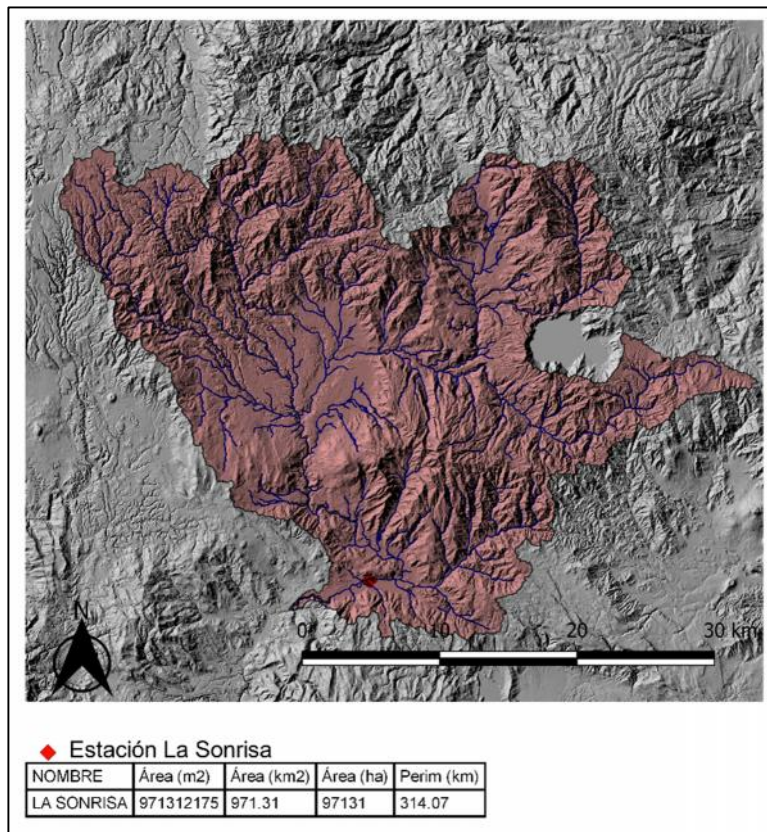 N
0 10 20 30 km
Estación La Sonrisa
NOMBRE Área (m2) Área (km2) Área (ha) Perim (km)
LA SONRISA 971312175 971.31 97131 314.07